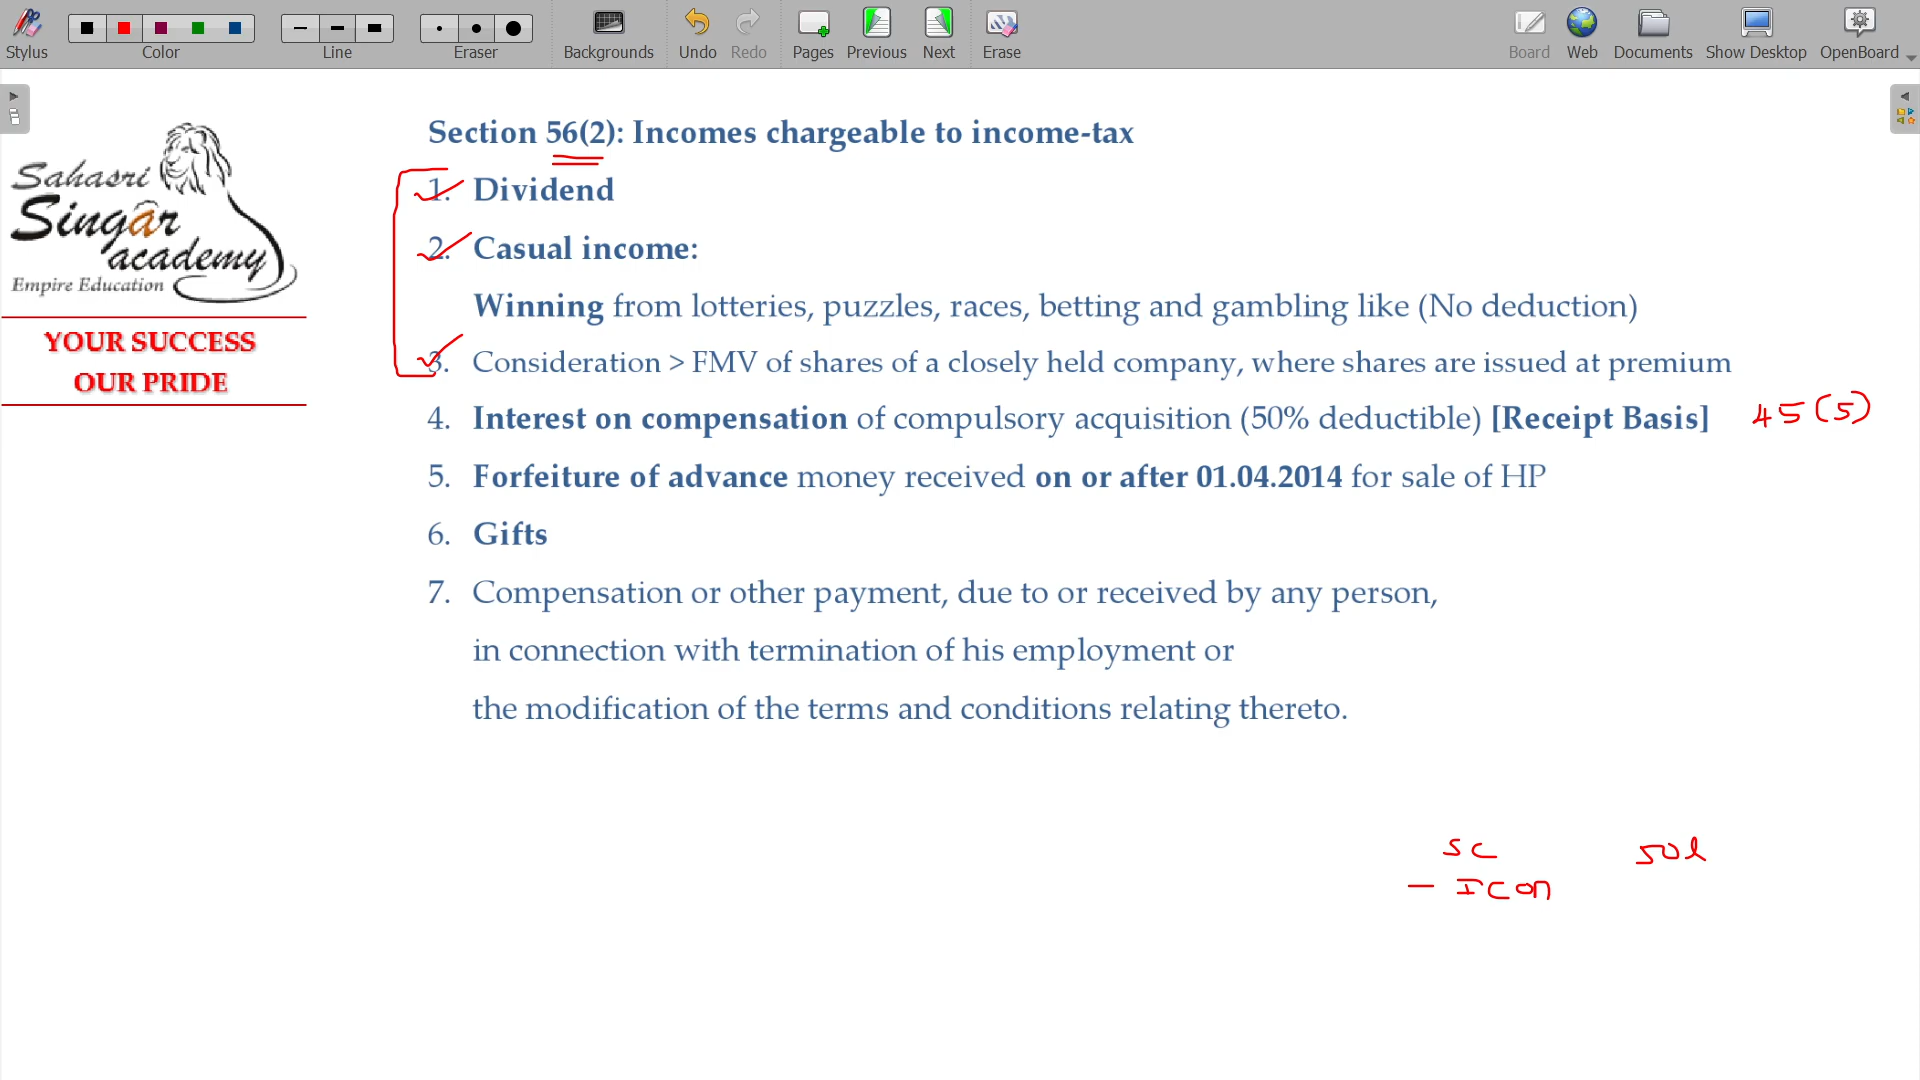 Stylus Color Line Eraser Backgrounds Undo Redo Pages Previous Next Erase Board Web Documents Show Desktop OpenBoard
Sahasri
Singar
academy
Empire Education
YOUR SUCCESS
OUR PRIDE
Section 56(2): Incomes chargeable to income-tax
1. Dividend
2. Casual income:
Winning from lotteries, puzzles, races, betting and gambling like (No deduction)
3. Consideration > FMV of shares of a closely held company, where shares are issued at premium
4. Interest on compensation of compulsory acquisition (50% deductible) [Receipt Basis] 45(5)
5. Forfeiture of advance money received on or after 01.04.2014 for sale of HP
6. Gifts
7. Compensation or other payment, due to or received by any person,
in connection with termination of his employment or
the modification of the terms and conditions relating thereto.
SC 50l
- ICON